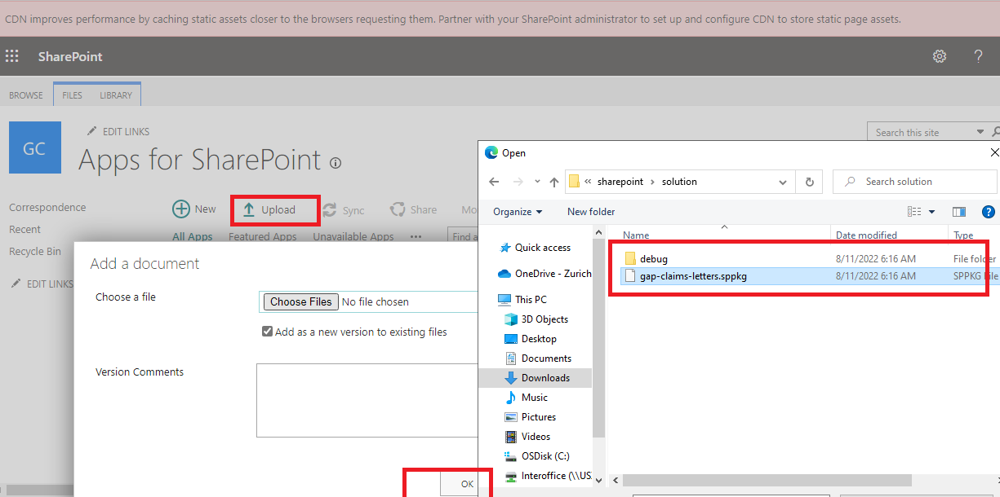 CDN improves performance by caching static assets closer to the browsers requesting them. Partner with your SharePoint administrator to set up and configure CDN to store static page assets.
SharePoint
?
BROWSE FILES LIBRARY
GC
EDIT LINKS
Search this site
Apps for SharePoint
Correspondence
Recent
Recycle Bin
EDIT LINKS
New Upload Sync Share Mo
All Apps Featured Apps Unavailable Apps ••• Find a
Add a document
Choose a file
Choose Files No file chosen
Add as a new version to existing files
Version Comments
OK
Open
« sharepoint › solution
Search solution
Organize New folder
?
Quick access
OneDrive - Zurich
This PC
3D Objects
Desktop
Documents
Downloads
Music
Pictures
Videos
OSDisk (C:)
Interoffice (\\US
Name Date modified Type
debug 8/11/2022 6:16 AM File folder
gap-claims-letters.sppkg 8/11/2022 6:16 AM SPPKG File